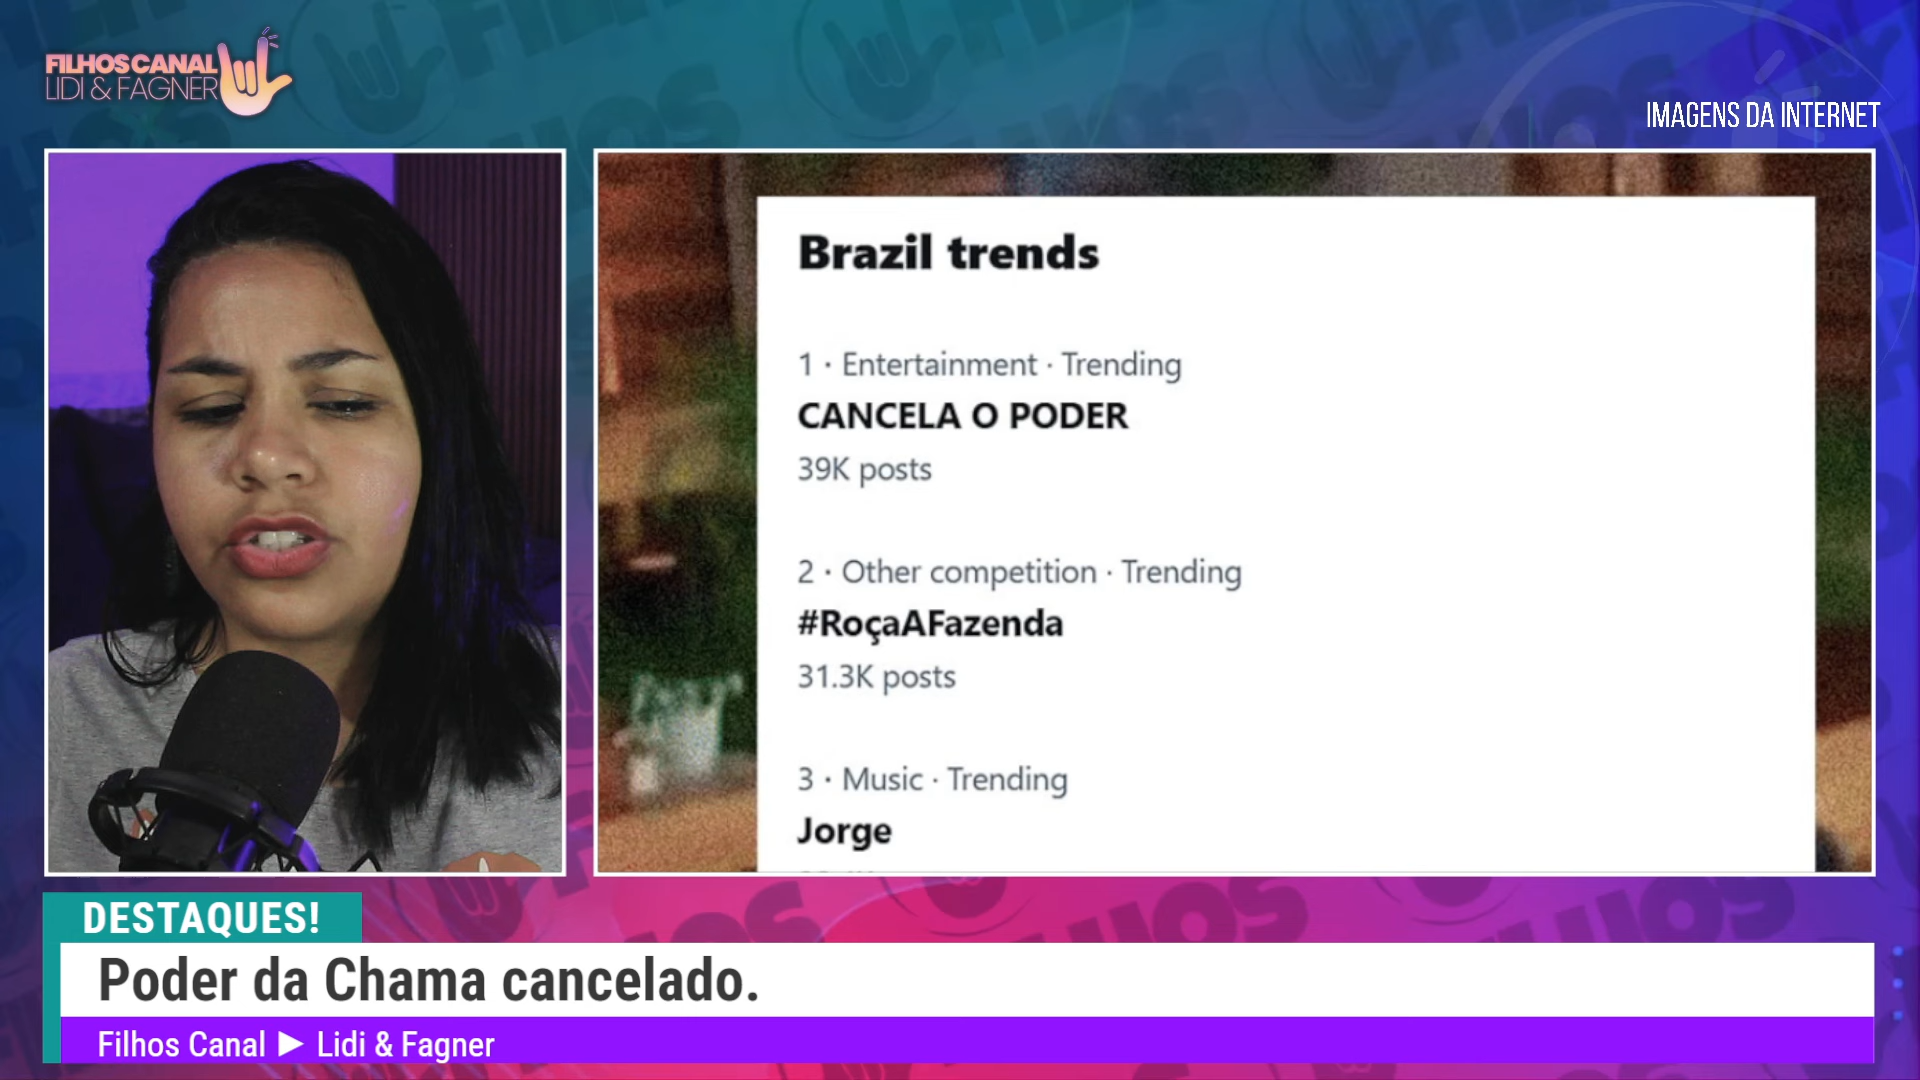 FILHOS CANAL
LIDI & FAGNER
IMAGENS DA INTERNET
Brazil trends
1 · Entertainment · Trending
CANCELA O PODER
39K posts
2 · Other competition · Trending
#RoçaAFazenda
31.3K posts
3 · Music · Trending
Jorge
DESTAQUES!
Poder da Chama cancelado.
Filhos Canal ► Lidi & Fagner